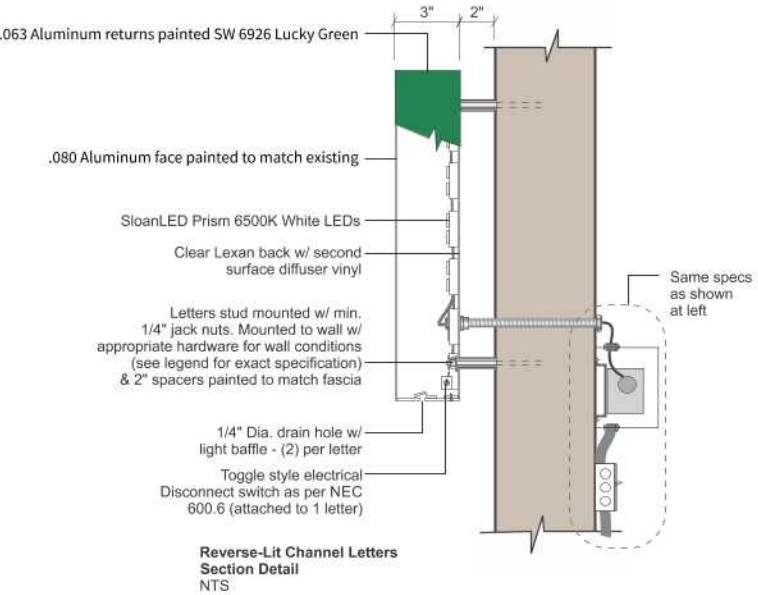 3"
2"
.063 Aluminum returns painted SW 6926 Lucky Green
.080 Aluminum face painted to match existing
SloanLED Prism 6500K White LEDs
Clear Lexan back w/ second
surface diffuser vinyl
Letters stud mounted w/ min.
1/4" jack nuts. Mounted to wall w/
appropriate hardware for wall conditions
(see legend for exact specification)
& 2" spacers painted to match fascia
1/4" Dia. drain hole w/
light baffle - (2) per letter
Toggle style electrical
Disconnect switch as per NEC
600.6 (attached to 1 letter)
Same specs
as shown
at left
Reverse-Lit Channel Letters
Section Detail
NTS